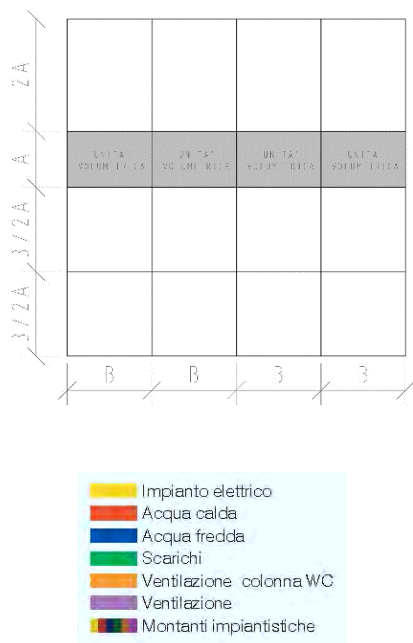 2A
A
3/2A
3/2A
UNITA' VOLUMETRICA
UNITA' VOLUMETRICA
UNITA' VOLUMETRICA
UNITA' VOLUMETRICA
B B B B
Impianto elettrico
Acqua calda
Acqua fredda
Scarichi
Ventilazione colonna WC
Ventilazione
Montanti impiantistiche